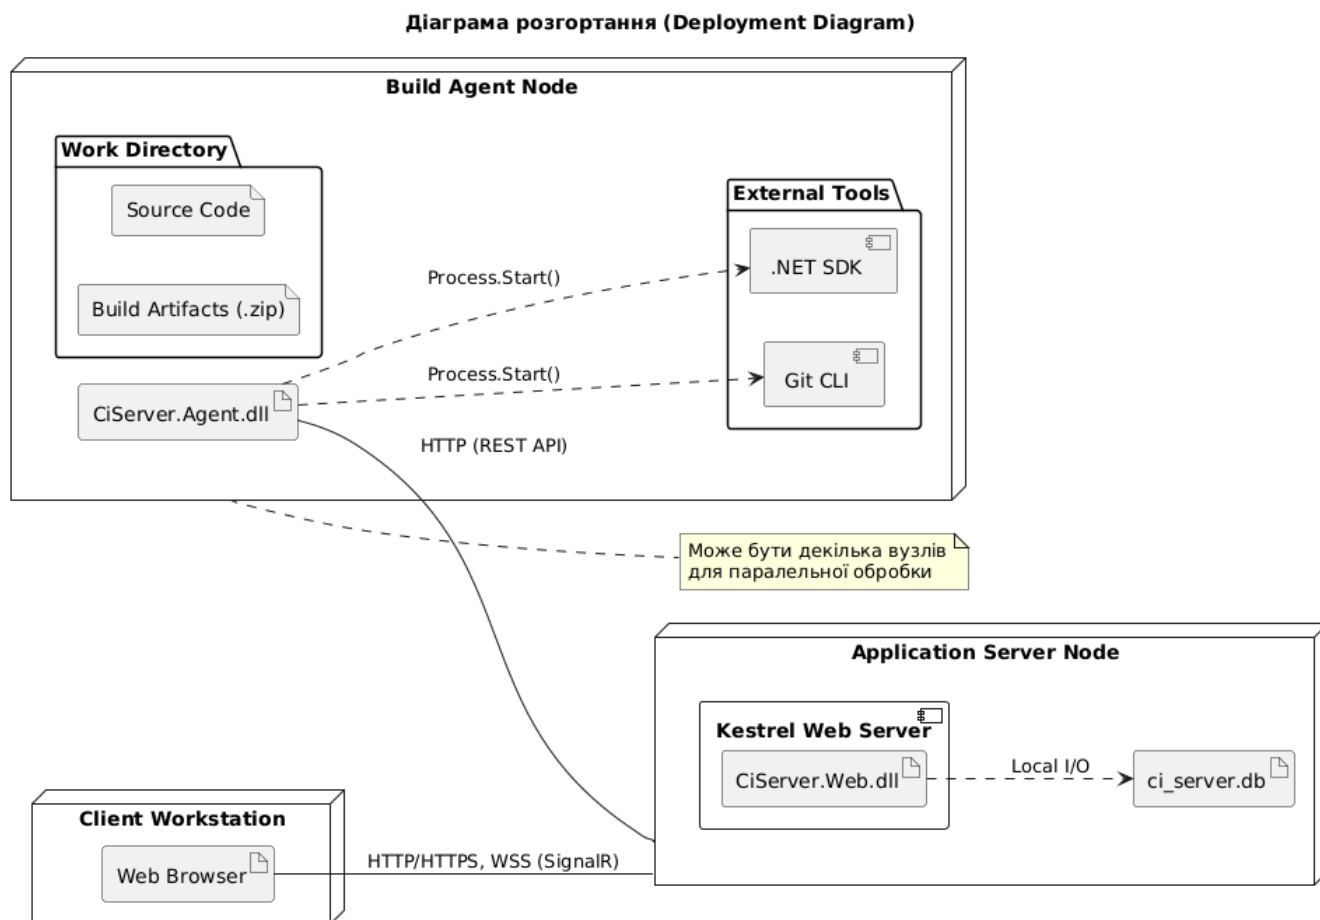 Діаграма розгортання (Deployment Diagram)
Build Agent Node
Work Directory
Source Code
Build Artifacts (.zip)
CiServer.Agent.dll
Process.Start()
Process.Start()
HTTP (REST API)
External Tools
.NET SDK
Git CLI
Може бути декілька вузлів
для паралельної обробки
Application Server Node
Kestrel Web Server
CiServer.Web.dll
Local I/O
ci_server.db
Client Workstation
Web Browser
HTTP/HTTPS, WSS (SignalR)